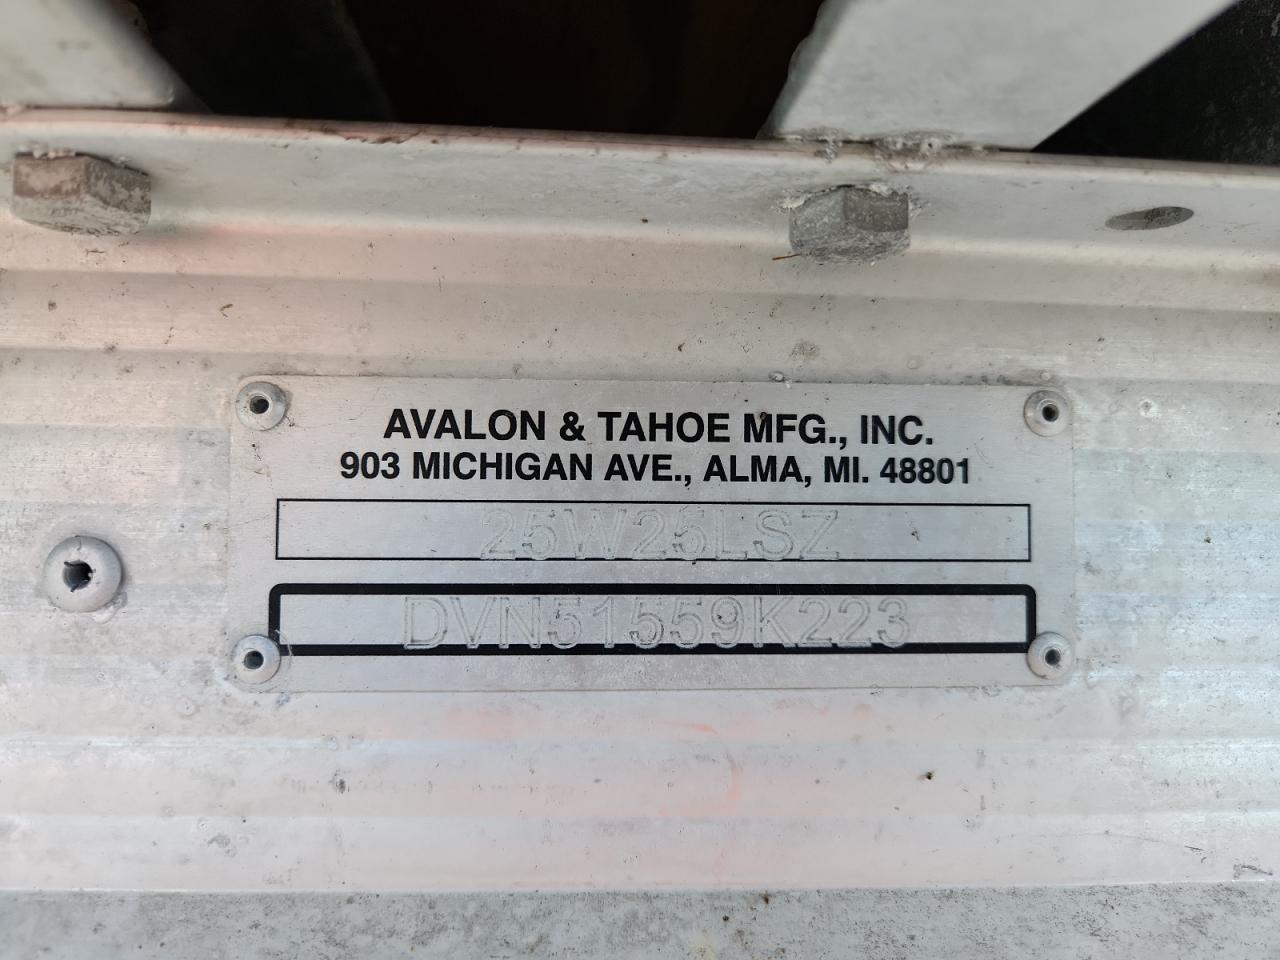 AVALON & TAHOE MFG., INC.
903 MICHIGAN AVE., ALMA, MI. 48801
25W25LSZ
DVN51559K223